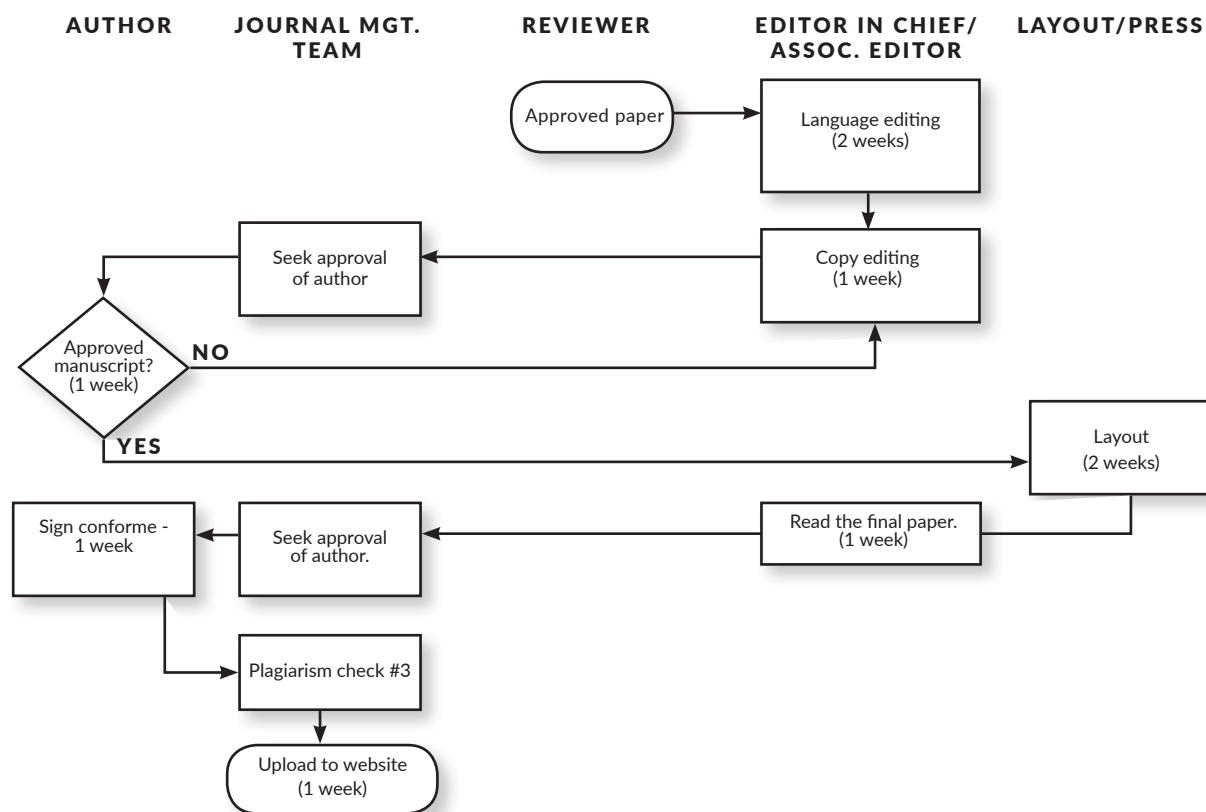 AUTHOR
JOURNAL MGT.
TEAM
REVIEWER
EDITOR IN CHIEF/
ASSOC. EDITOR
LAYOUT/PRESS
Approved paper
Language editing
(2 weeks)
Seek approval
of author
Copy editing
(1 week)
Approved
manuscript?
(1 week)
NO
YES
Layout
(2 weeks)
Sign conforme -
1 week
Seek approval
of author.
Read the final paper.
(1 week)
Plagiarism check #3
Upload to website
(1 week)